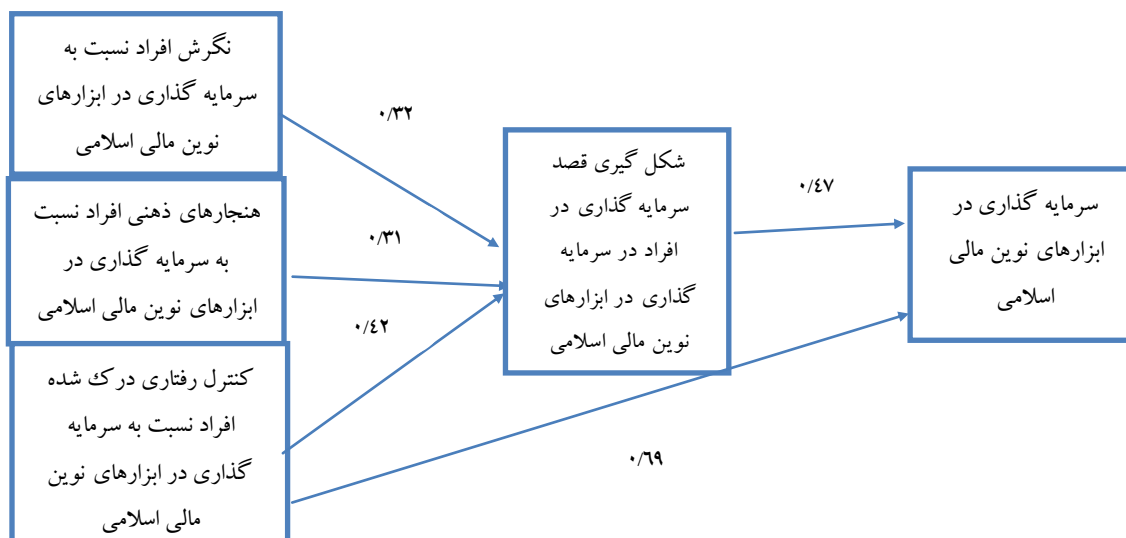 نگرش افراد نسبت به
سرمایه گذاری در ابزارهای
نوین مالی اسلامی
هنجارهای ذهنی افراد نسبت
به سرمایه گذاری در
ابزارهای نوین مالی اسلامی
کنترل رفتاری درک شده
افراد نسبت به سرمایه
گذاری در ابزارهای نوین
مالی اسلامی
۰/۳۲
۰/۳۱
۰/٤۲
شکل گیری قصد
سرمایه گذاری در
افراد در سرمایه
گذاری در ابزارهای
نوین مالی اسلامی
۰/٤۷
۰/٦۹
سرمایه گذاری در
ابزارهای نوین مالی
اسلامی